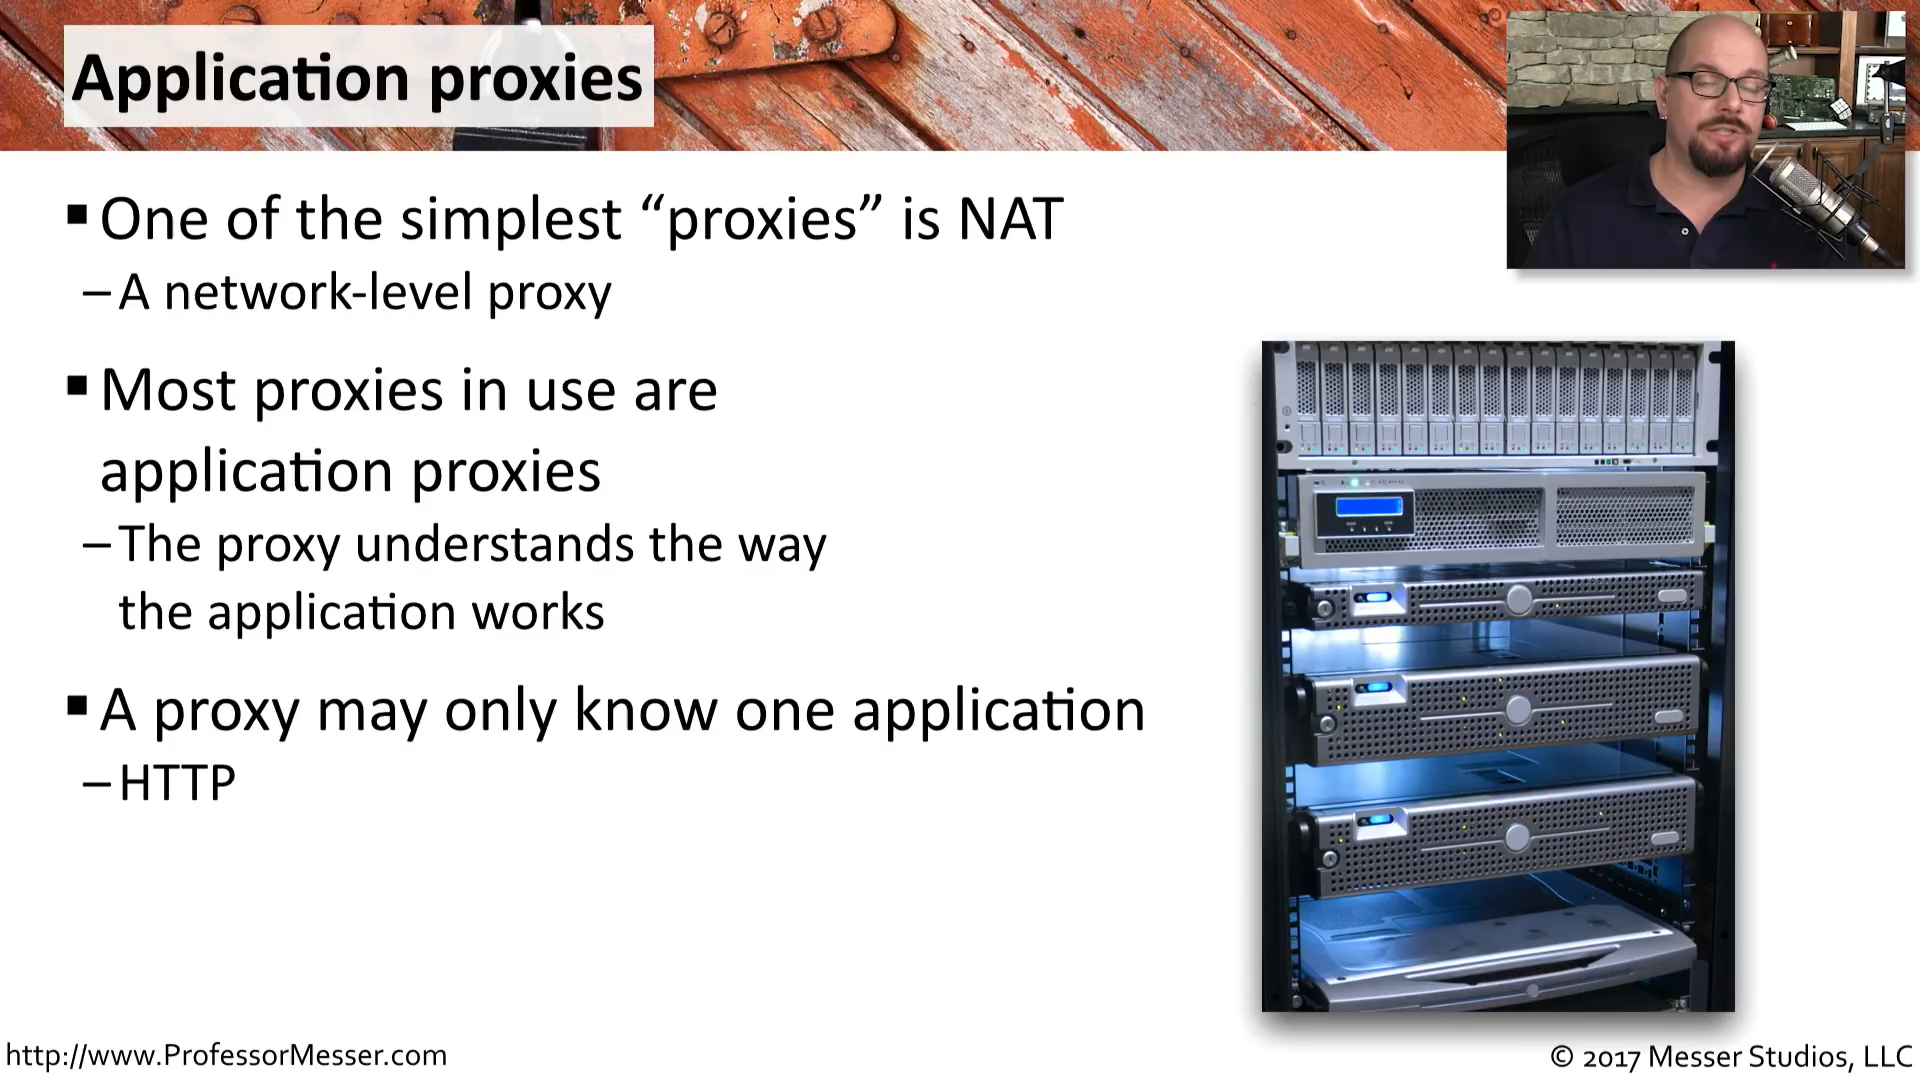 Application proxies
▪ One of the simplest “proxies” is NAT
– A network-level proxy
▪ Most proxies in use are
application proxies
– The proxy understands the way
the application works
▪ A proxy may only know one application
– HTTP
http://www.ProfessorMesser.com
© 2017 Messer Studios, LLC